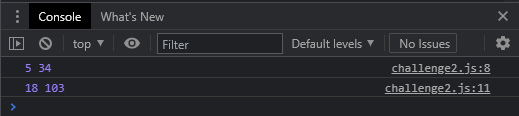 Console What's New
top Filter Default levels No Issues
5 34 challenge2.js:8
18 103 challenge2.js:11